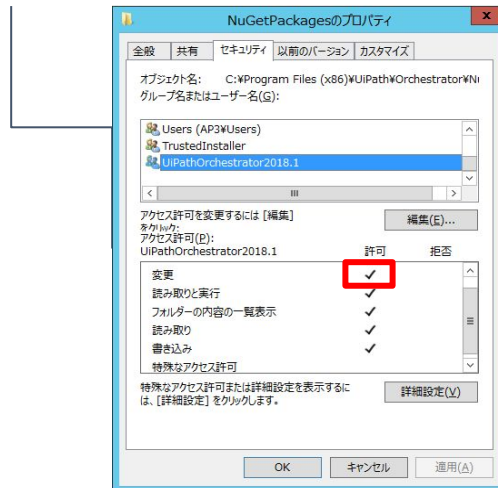 NuGetPackagesのプロパティ
x
全般 共有 セキュリティ 以前のバージョン カスタマイズ
オブジェクト名: C:¥Program Files (x86)¥UiPath¥Orchestrator¥Nu
グループ名またはユーザー名(G):
Users (AP3¥Users)
TrustedInstaller
UiPathOrchestrator2018.1
アクセス許可を変更するには [編集]
をクリック: 編集(E)...
アクセス許可(P):
UiPathOrchestrator2018.1 許可 拒否
変更
読み取りと実行
フォルダーの内容の一覧表示
読み取り
書き込み
特殊なアクセス許可
特殊なアクセス許可または詳細設定を表示するに
は、[詳細設定] をクリックします。 詳細設定(V)
OK キャンセル 適用(A)